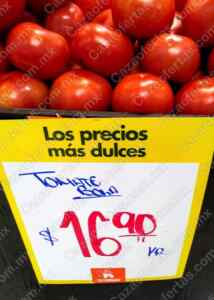 Los precios
más dulces
TOMATE
BOLA
$ 16.90
KG